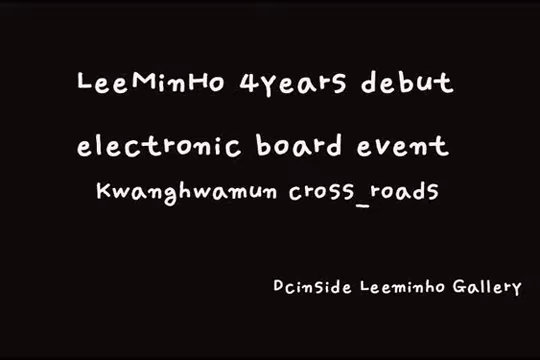 LeeMinHo 4years debut
electronic board event
Kwanghwamun cross_roads
Dcinside Leeminho Gallery